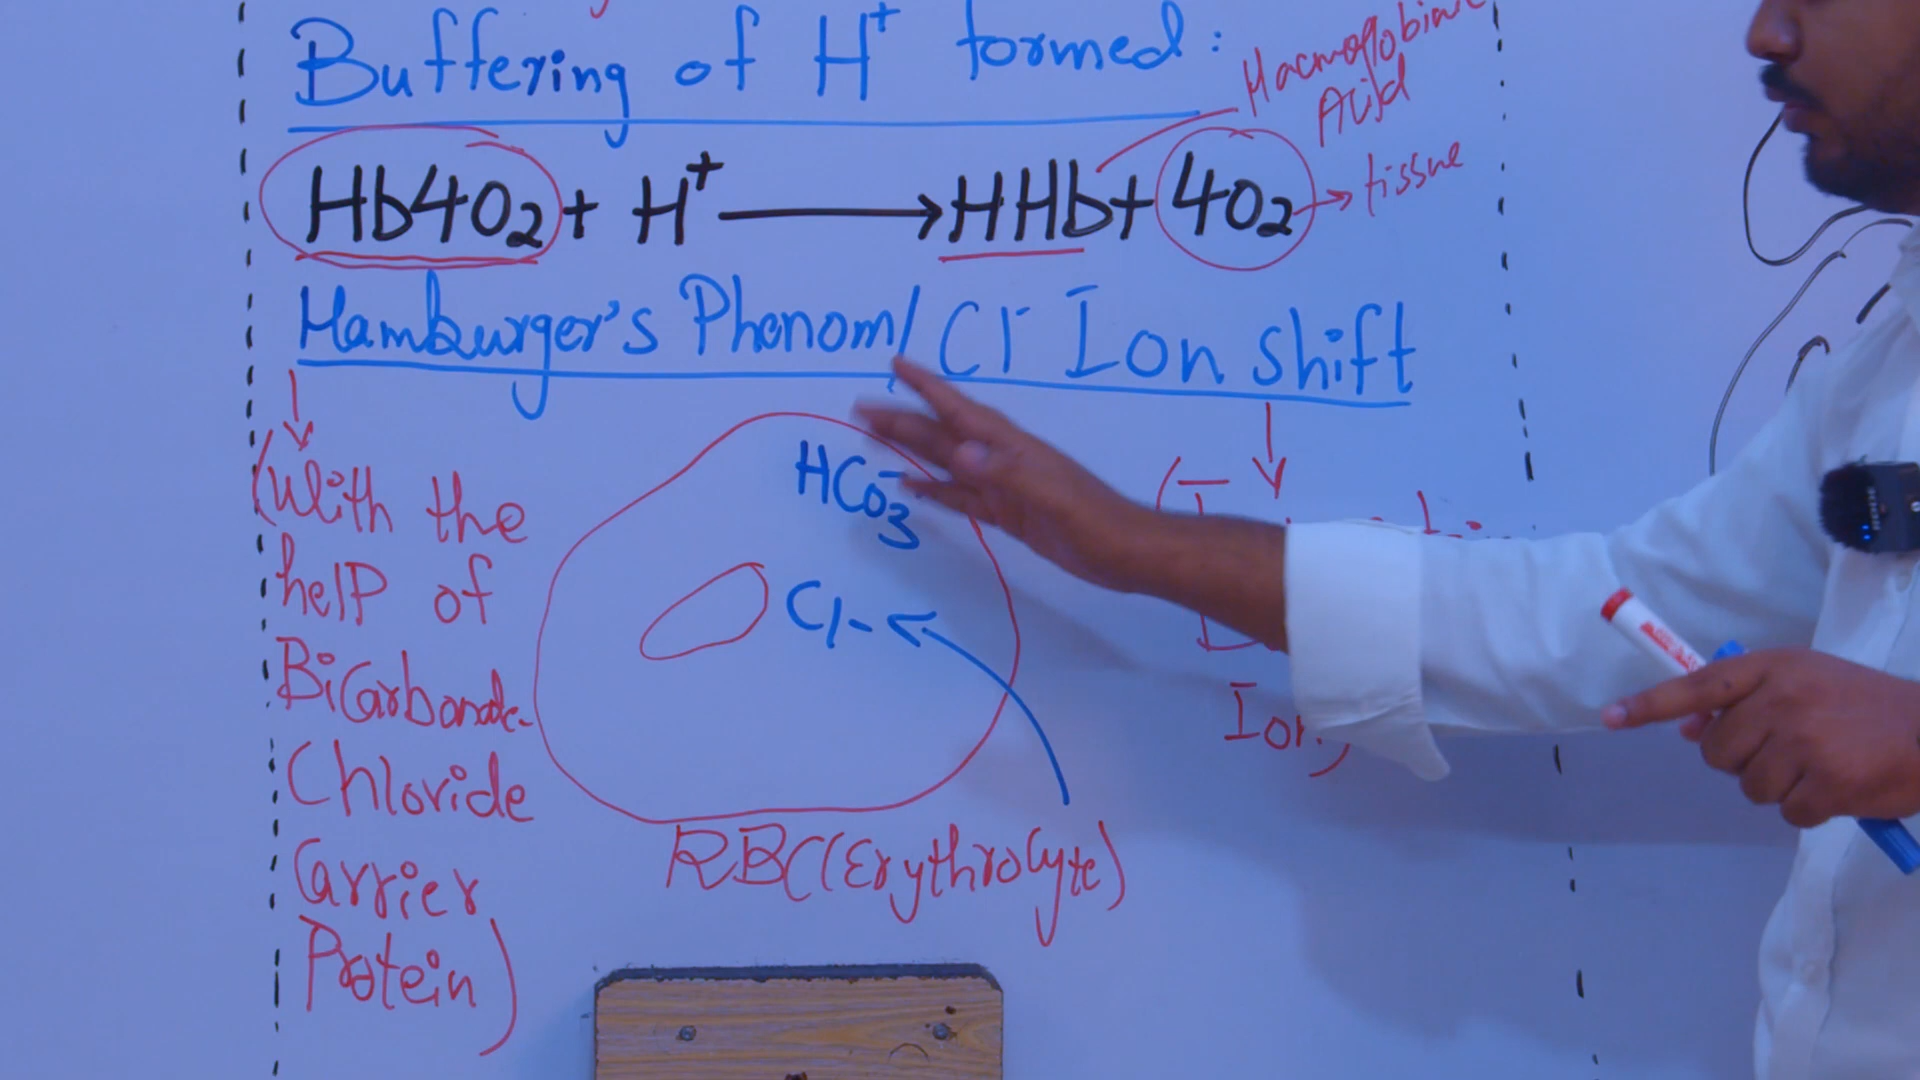 Buffering of H⁺ formed:
Haemoglobinic
Acid
Hb4O₂ + H⁺ → HHb + 4O₂ → tissue
Hamburger's Phenom/ Cl⁻ Ion shift
(With the
help of
Bicarbonate-
Chloride
Carrier
Protein)
HCO₃⁻
Cl-
Ion)
RBC(Erythrocyte)